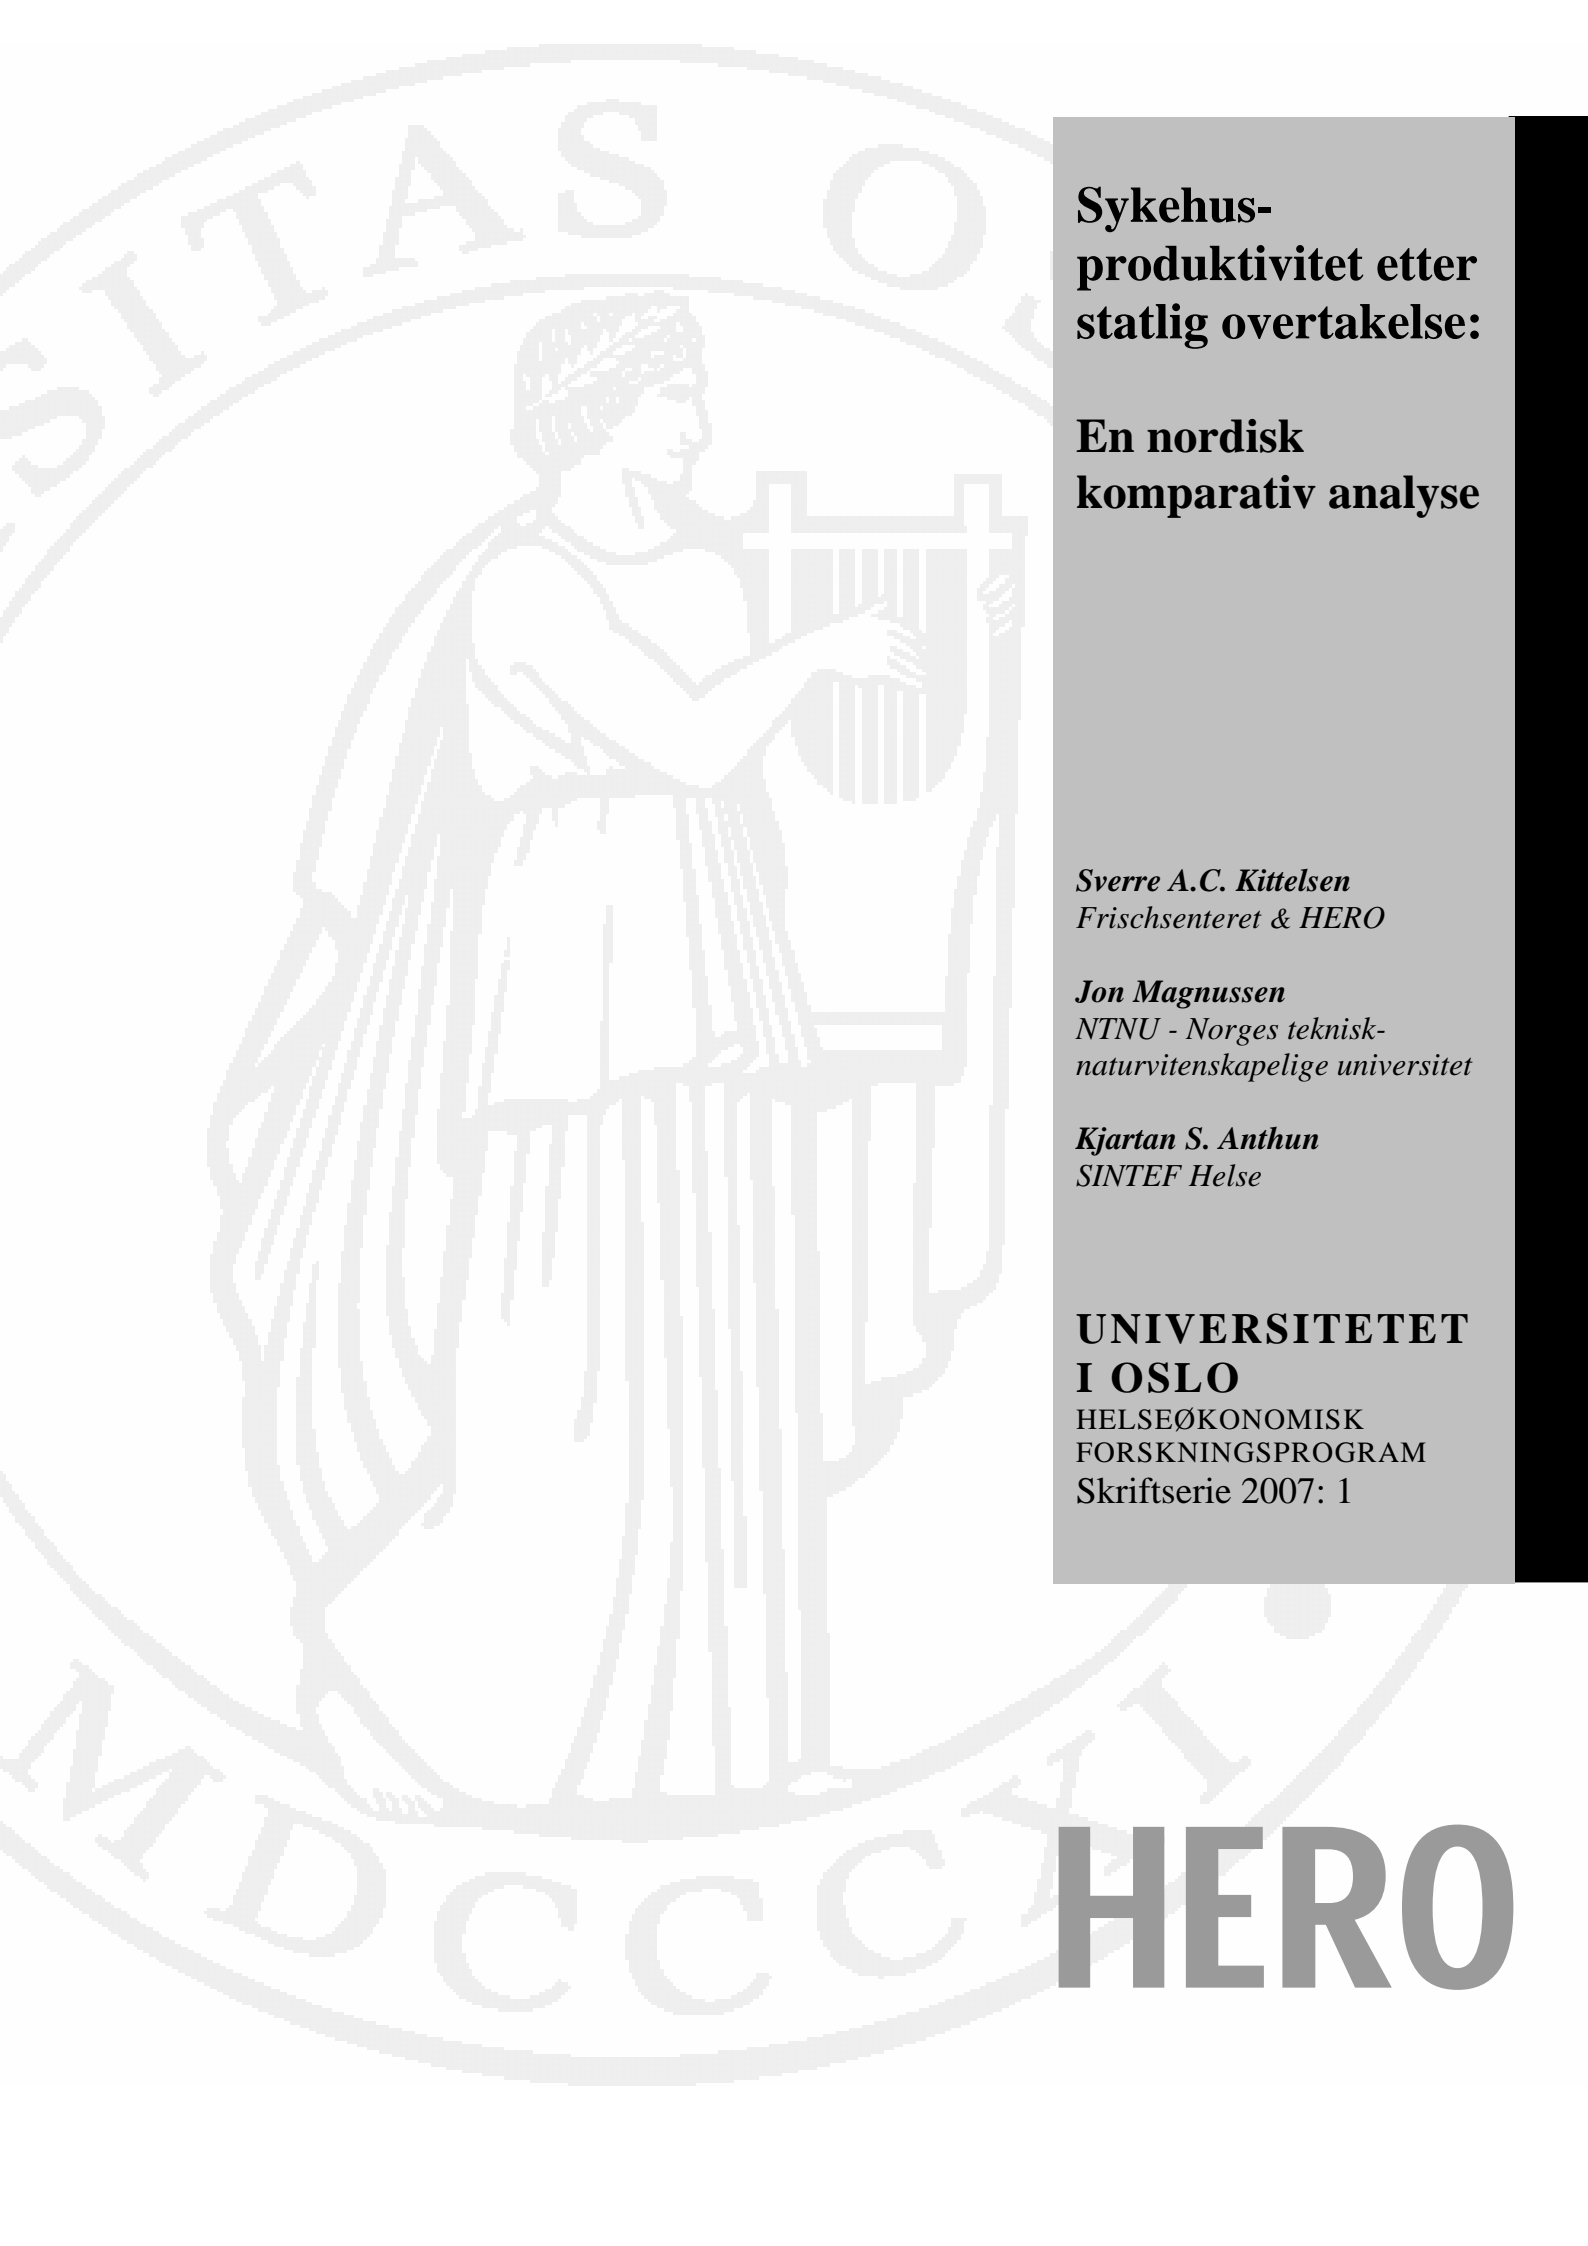 SITAS O
Sykehus-
produktivitet etter
statlig overtakelse:
En nordisk
komparativ analyse
Sverre A.C. Kittelsen
Frischsenteret & HERO
Jon Magnussen
NTNU - Norges teknisk-
naturvitenskapelige universitet
Kjartan S. Anthun
SINTEF Helse
UNIVERSITETET
I OSLO
HELSEØKONOMISK
FORSKNINGSPROGRAM
Skriftserie 2007: 1
MDCCCXI
HERO